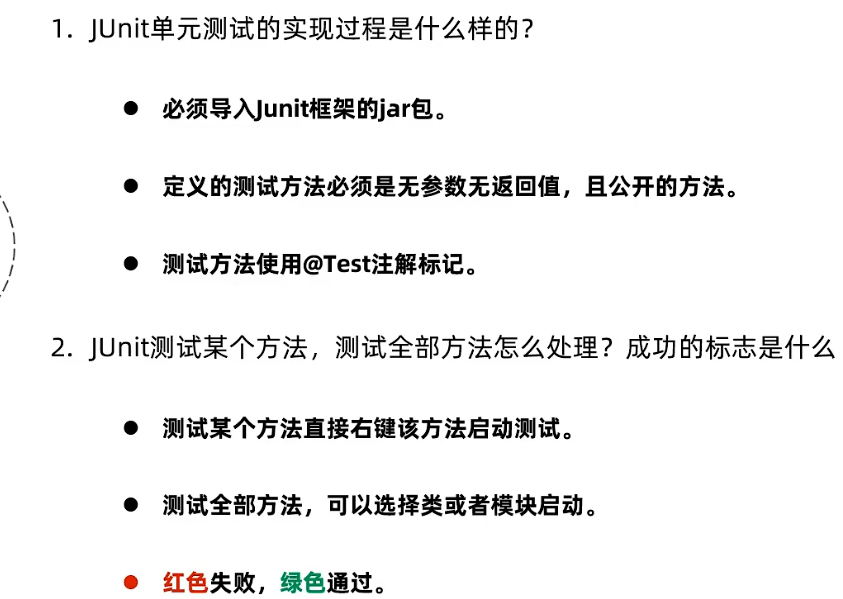 1. JUnit单元测试的实现过程是什么样的？
● 必须导入Junit框架的jar包。
● 定义的测试方法必须是无参数无返回值，且公开的方法。
● 测试方法使用@Test注解标记。
2. JUnit测试某个方法，测试全部方法怎么处理？成功的标志是什么
● 测试某个方法直接右键该方法启动测试。
● 测试全部方法，可以选择类或者模块启动。
● 红色失败，绿色通过。